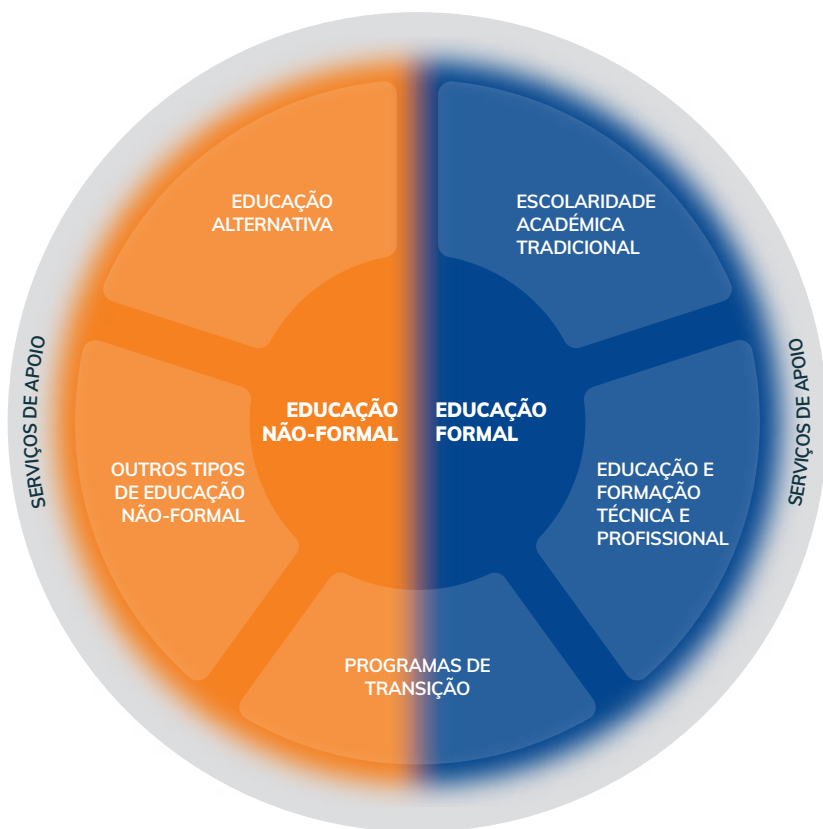 EDUCAÇÃO
ALTERNATIVA
ESCOLARIDADE
ACADÉMICA
TRADICIONAL
SERVIÇOS DE APOIO
EDUCAÇÃO
NÃO-FORMAL
EDUCAÇÃO
FORMAL
SERVIÇOS DE APOIO
OUTROS TIPOS
DE EDUCAÇÃO
NÃO-FORMAL
EDUCAÇÃO E
FORMAÇÃO
TÉCNICA E
PROFISSIONAL
PROGRAMAS DE
TRANSIÇÃO